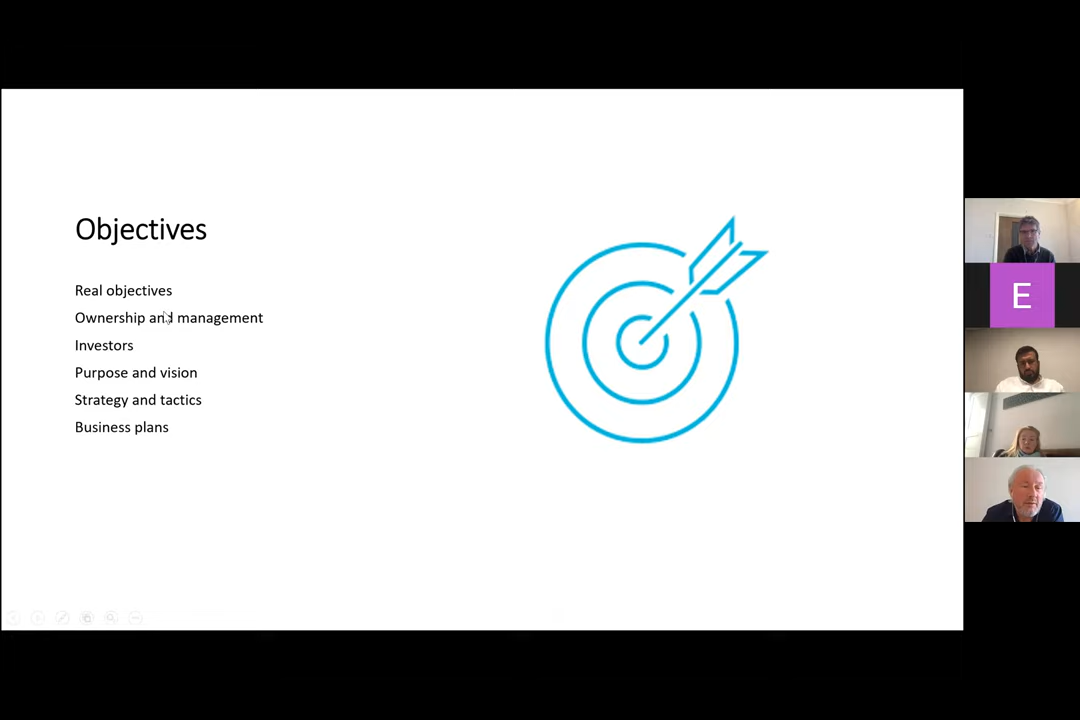 Objectives
Real objectives
Ownership and management
Investors
Purpose and vision
Strategy and tactics
Business plans
E